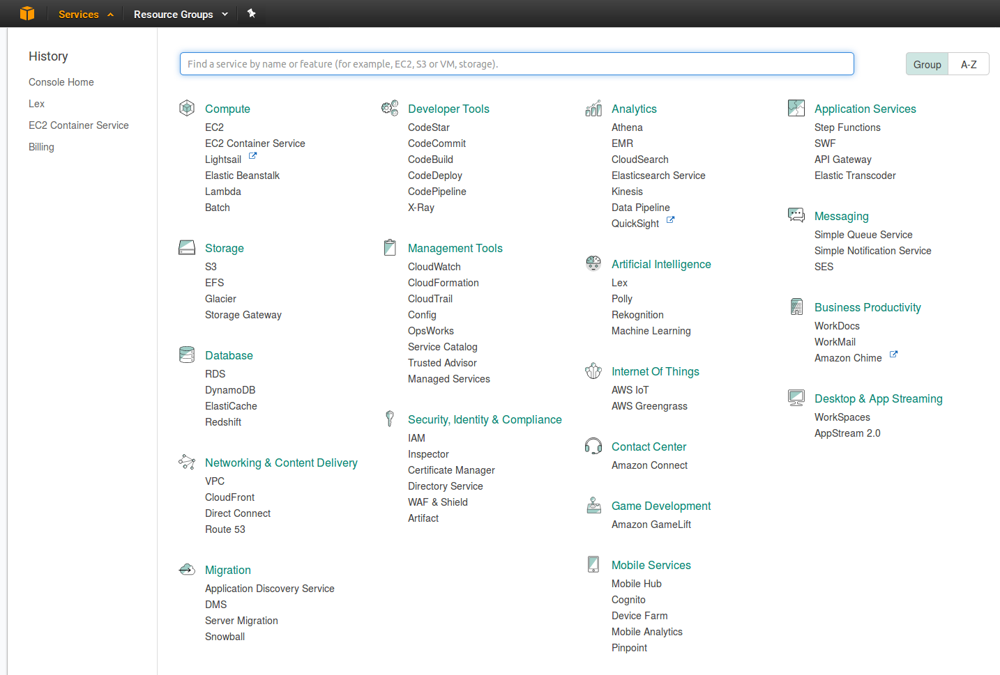 Services
Resource Groups
History
Console Home
Lex
EC2 Container Service
Billing
Find a service by name or feature (for example, EC2, S3 or VM, storage).
Group
A-Z
Compute
EC2
EC2 Container Service
Lightsail
Elastic Beanstalk
Lambda
Batch
Storage
S3
EFS
Glacier
Storage Gateway
Database
RDS
DynamoDB
ElastiCache
Redshift
Networking & Content Delivery
VPC
CloudFront
Direct Connect
Route 53
Migration
Application Discovery Service
DMS
Server Migration
Snowball
Developer Tools
CodeStar
CodeCommit
CodeBuild
CodeDeploy
CodePipeline
X-Ray
Management Tools
CloudWatch
CloudFormation
CloudTrail
Config
OpsWorks
Service Catalog
Trusted Advisor
Managed Services
Security, Identity & Compliance
IAM
Inspector
Certificate Manager
Directory Service
WAF & Shield
Artifact
Analytics
Athena
EMR
CloudSearch
Elasticsearch Service
Kinesis
Data Pipeline
QuickSight
Artificial Intelligence
Lex
Polly
Rekognition
Machine Learning
Internet Of Things
AWS IoT
AWS Greengrass
Contact Center
Amazon Connect
Game Development
Amazon GameLift
Mobile Services
Mobile Hub
Cognito
Device Farm
Mobile Analytics
Pinpoint
Application Services
Step Functions
SWF
API Gateway
Elastic Transcoder
Messaging
Simple Queue Service
Simple Notification Service
SES
Business Productivity
WorkDocs
WorkMail
Amazon Chime
Desktop & App Streaming
WorkSpaces
AppStream 2.0